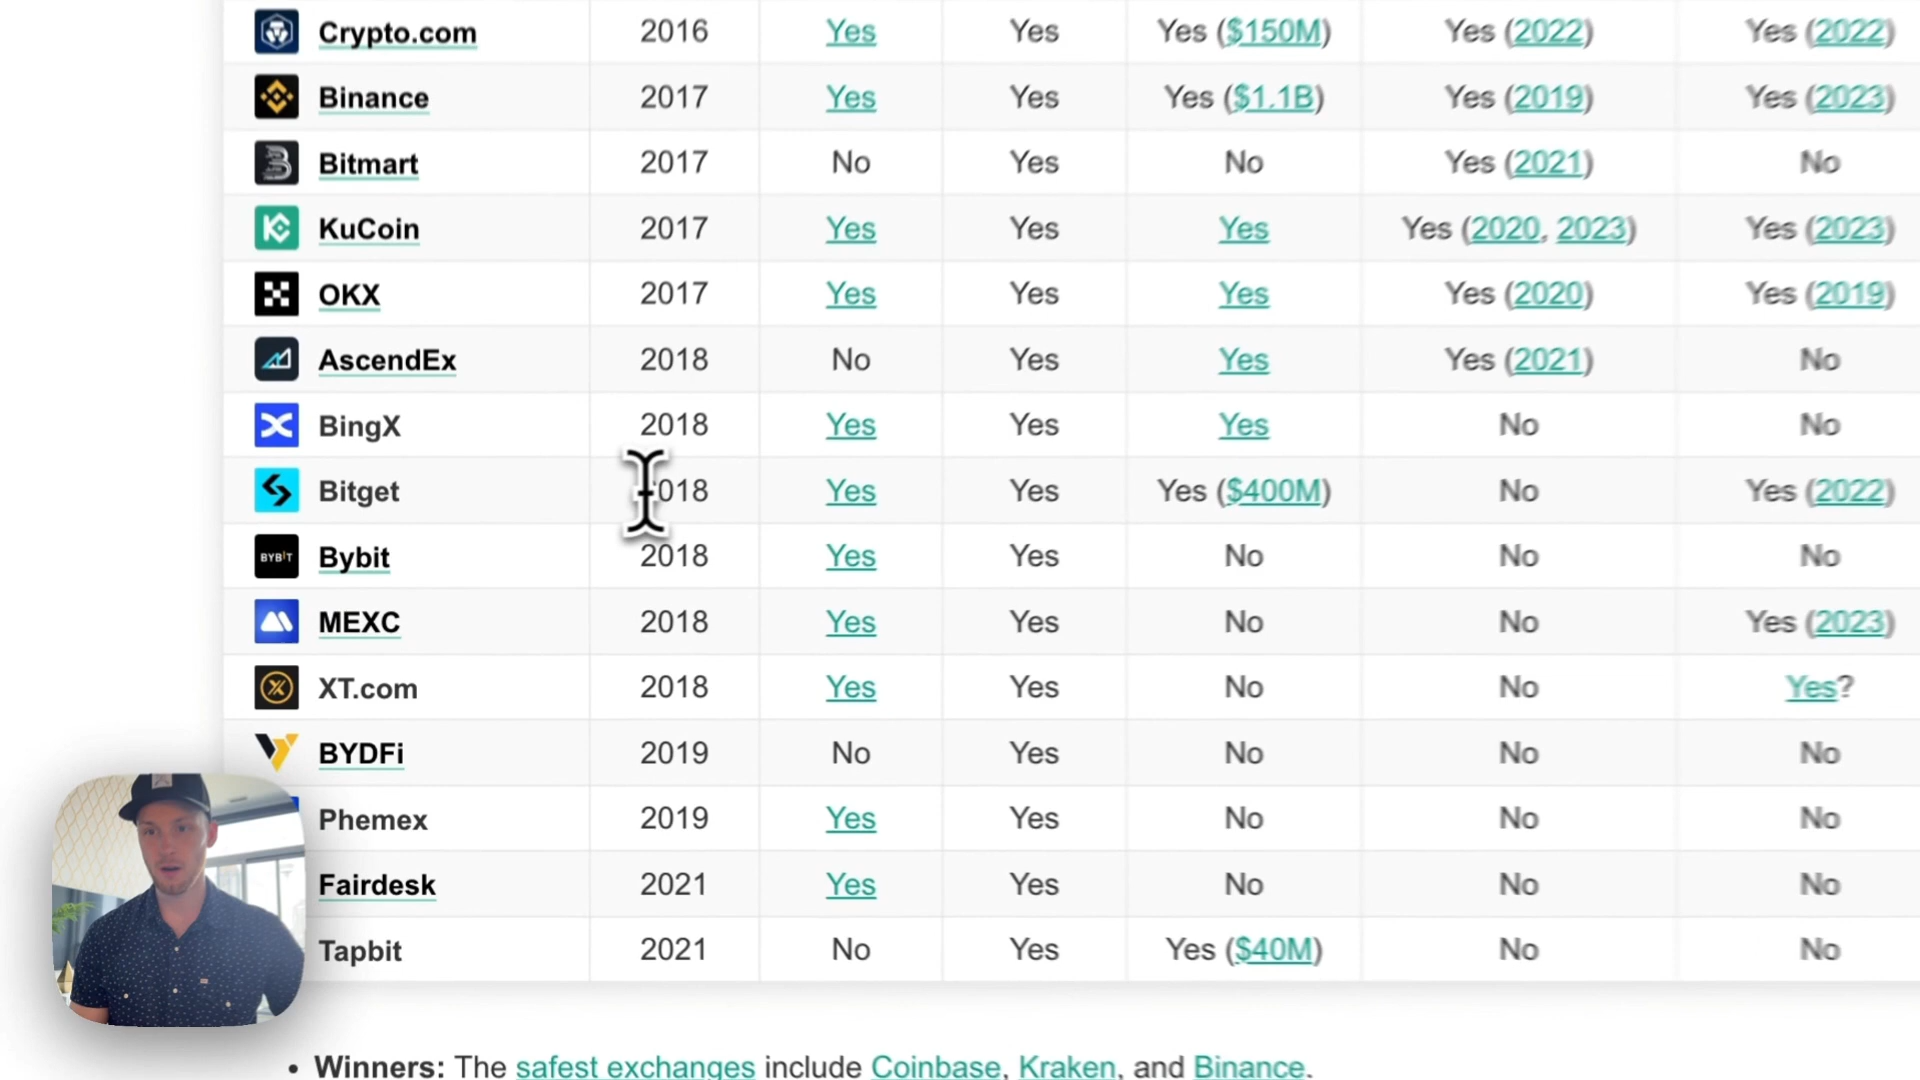 Crypto.com 2016 Yes Yes Yes ($150M) Yes (2022) Yes (2022)
Binance 2017 Yes Yes Yes ($1.1B) Yes (2019) Yes (2023)
Bitmart 2017 No Yes No Yes (2021) No
KuCoin 2017 Yes Yes Yes Yes (2020, 2023) Yes (2023)
OKX 2017 Yes Yes Yes Yes (2020) Yes (2019)
AscendEx 2018 No Yes Yes Yes (2021) No
BingX 2018 Yes Yes Yes No No
Bitget 018 Yes Yes Yes ($400M) No Yes (2022)
BYBIT Bybit 2018 Yes Yes No No No
MEXC 2018 Yes Yes No No Yes (2023)
XT.com 2018 Yes Yes No No Yes?
BYDFi 2019 No Yes No No No
Phemex 2019 Yes Yes No No No
Fairdesk 2021 Yes Yes No No No
Tapbit 2021 No Yes Yes ($40M) No No
• Winners: The safest exchanges include Coinbase, Kraken, and Binance.